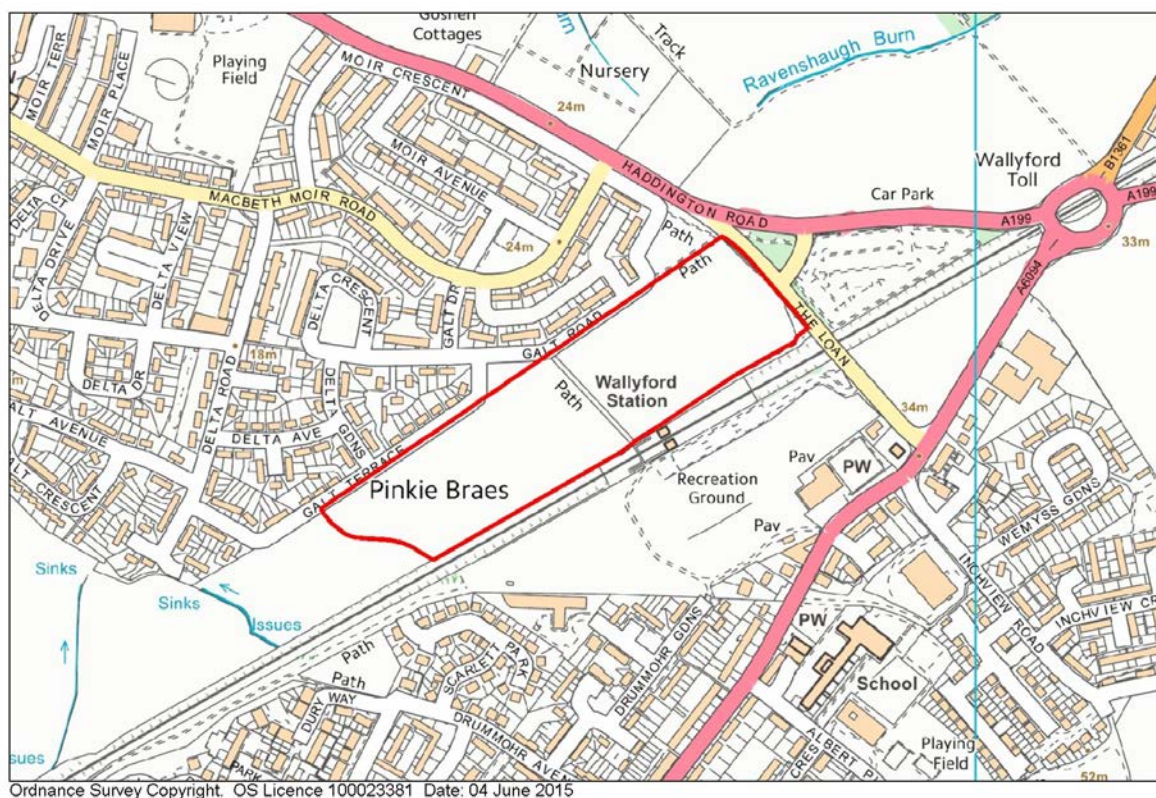 Goshen
Cottages
Track
Ravenshaugh Burn
Playing
Field
MOIR TERR
MOIR PLACE
MOIR CRESCENT
Nursery
24m
B1361
Wallyford
Toll
MOIR
AVENUE
HADDINGTON ROAD
Car Park
A199
A199
33m
DELTA
CT
MACBETH MOIR ROAD
24m
Path
Path
A6094
DELTA DRIVE
DELTA VIEW
DELTA
CRESCENT
GALT DR
GALT ROAD
THE LOAN
18m
DELTA DR
DELTA ROAD
DELTA
GDNS
DELTA AVE
Path
Wallyford
Station
34m
GALT
AVENUE
GALT
CRESCENT
GALT TERRACE
Pinkie Braes
Recreation
Ground
Pav
PW
Pav
WEMYSS GDNS
Sinks
Sinks
Issues
INCHVIEW
ROAD
INCHVIEW CR
Path
Path
SCARLETT
PARK
DRUMMOHR GDNS
PW
School
DURY
WAY
DRUMMOHR
AVENUE
ALBERT
CRES
Playing
Field
PARK
52m
Ordnance Survey Copyright. OS Licence 100023381 Date: 04 June 2015